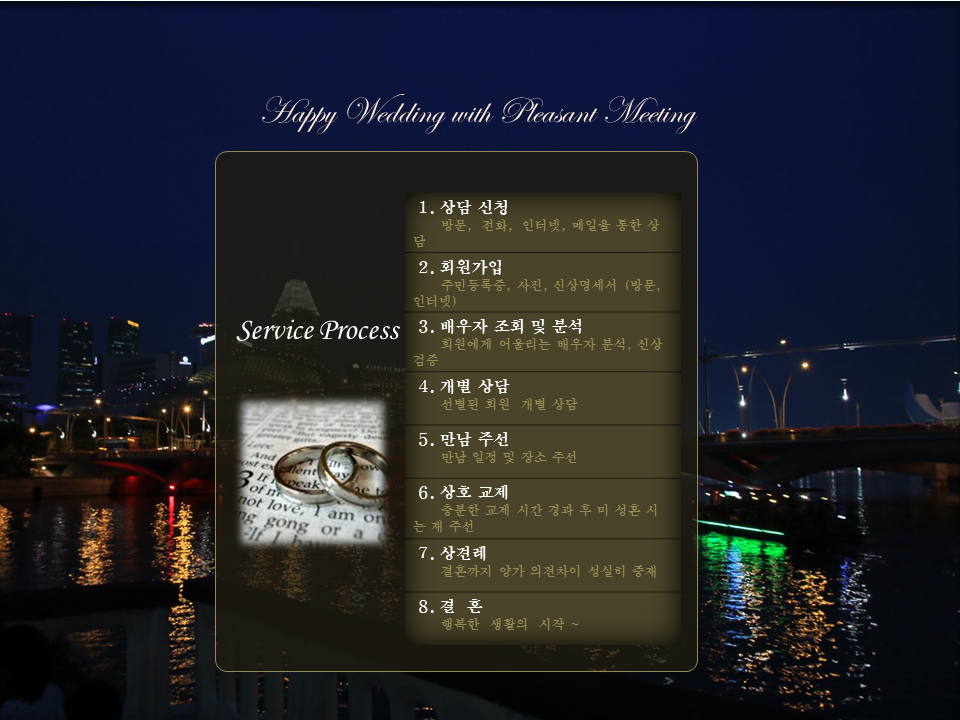 Happy Wedding with Pleasant Meeting
Service Process
1. 상담 신청
방문, 전화, 인터넷, 메일을 통한 상
담
2. 회원가입
주민등록증, 사진, 신상명세서 (방문,
인터넷)
3. 배우자 조회 및 분석
회원에게 어울리는 배우자 분석, 신상
검증
4. 개별 상담
선별된 회원 개별 상담
5. 만남 주선
만남 일정 및 장소 주선
6. 상호 교제
충분한 교제 시간 경과 후 미 성혼 시
는 재 주선
7. 상견례
결혼까지 양가 의견차이 성실히 중재
8. 결 혼
행복한 생활의 시작 ~